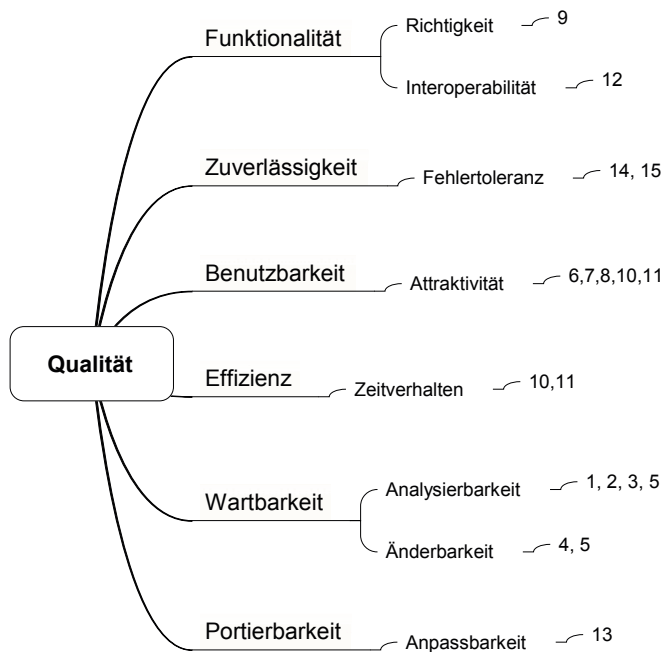 Funktionalität
Richtigkeit
9
Interoperabilität
12
Zuverlässigkeit
Fehlertoleranz
14, 15
Benutzbarkeit
Attraktivität
6,7,8,10,11
Qualität
Effizienz
Zeitverhalten
10,11
Wartbarkeit
Analysierbarkeit
1, 2, 3, 5
Änderbarkeit
4, 5
Portierbarkeit
Anpassbarkeit
13